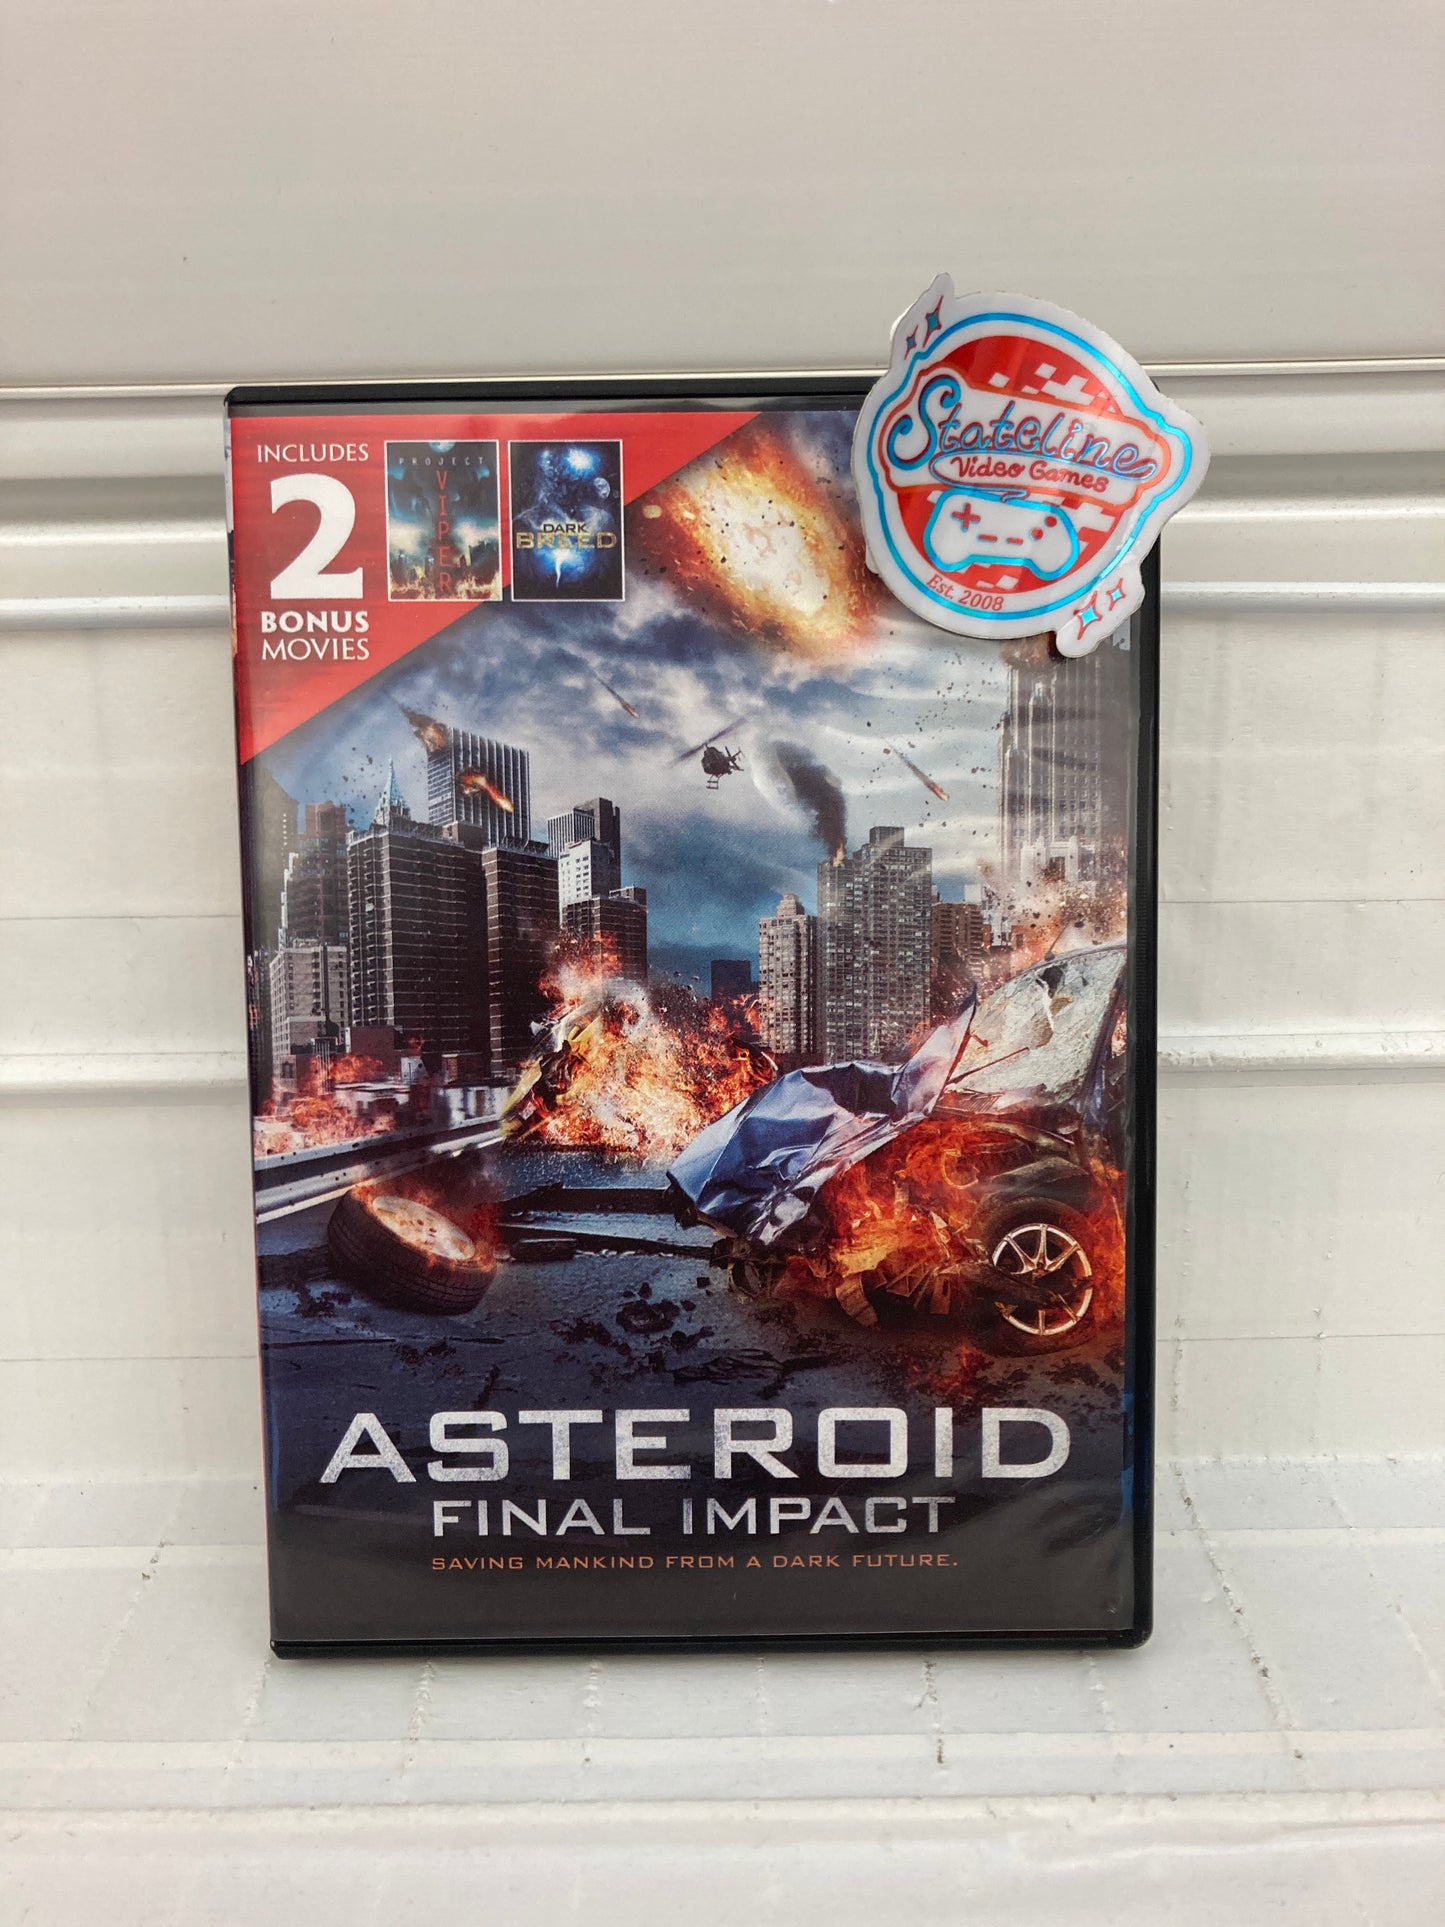 INCLUDES
2
BONUS
MOVIES
PROJECT
VIPER
DARK
BREED
Stateline
Video Games
Est. 2008
ASTEROID
FINAL IMPACT
SAVING MANKIND FROM A DARK FUTURE.